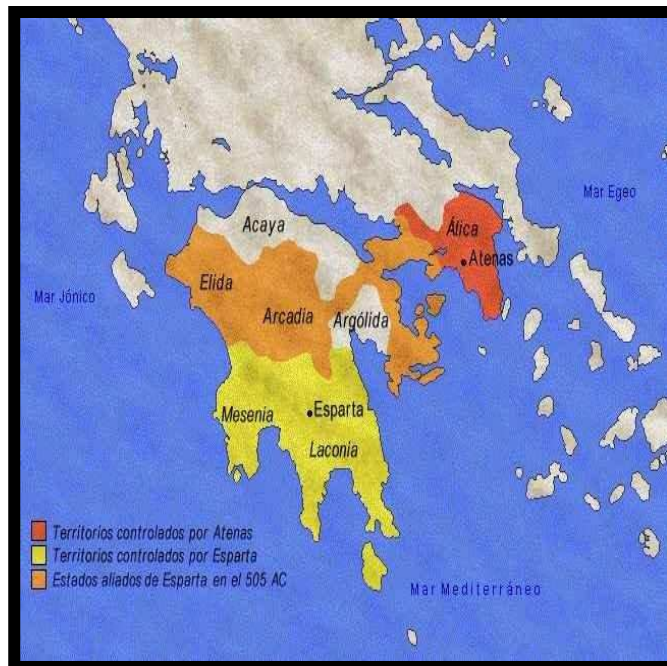 Mar Egeo
Acaya
Álica
Atenas
Elida
Mar Jónico
Arcadia
Argólida
Mesenia
Esparta
Laconia
Territorios controlados por Atenas
Territorios controlados por Esparta
Estados aliados de Esparta en el 505 AC
Mar Mediterráneo